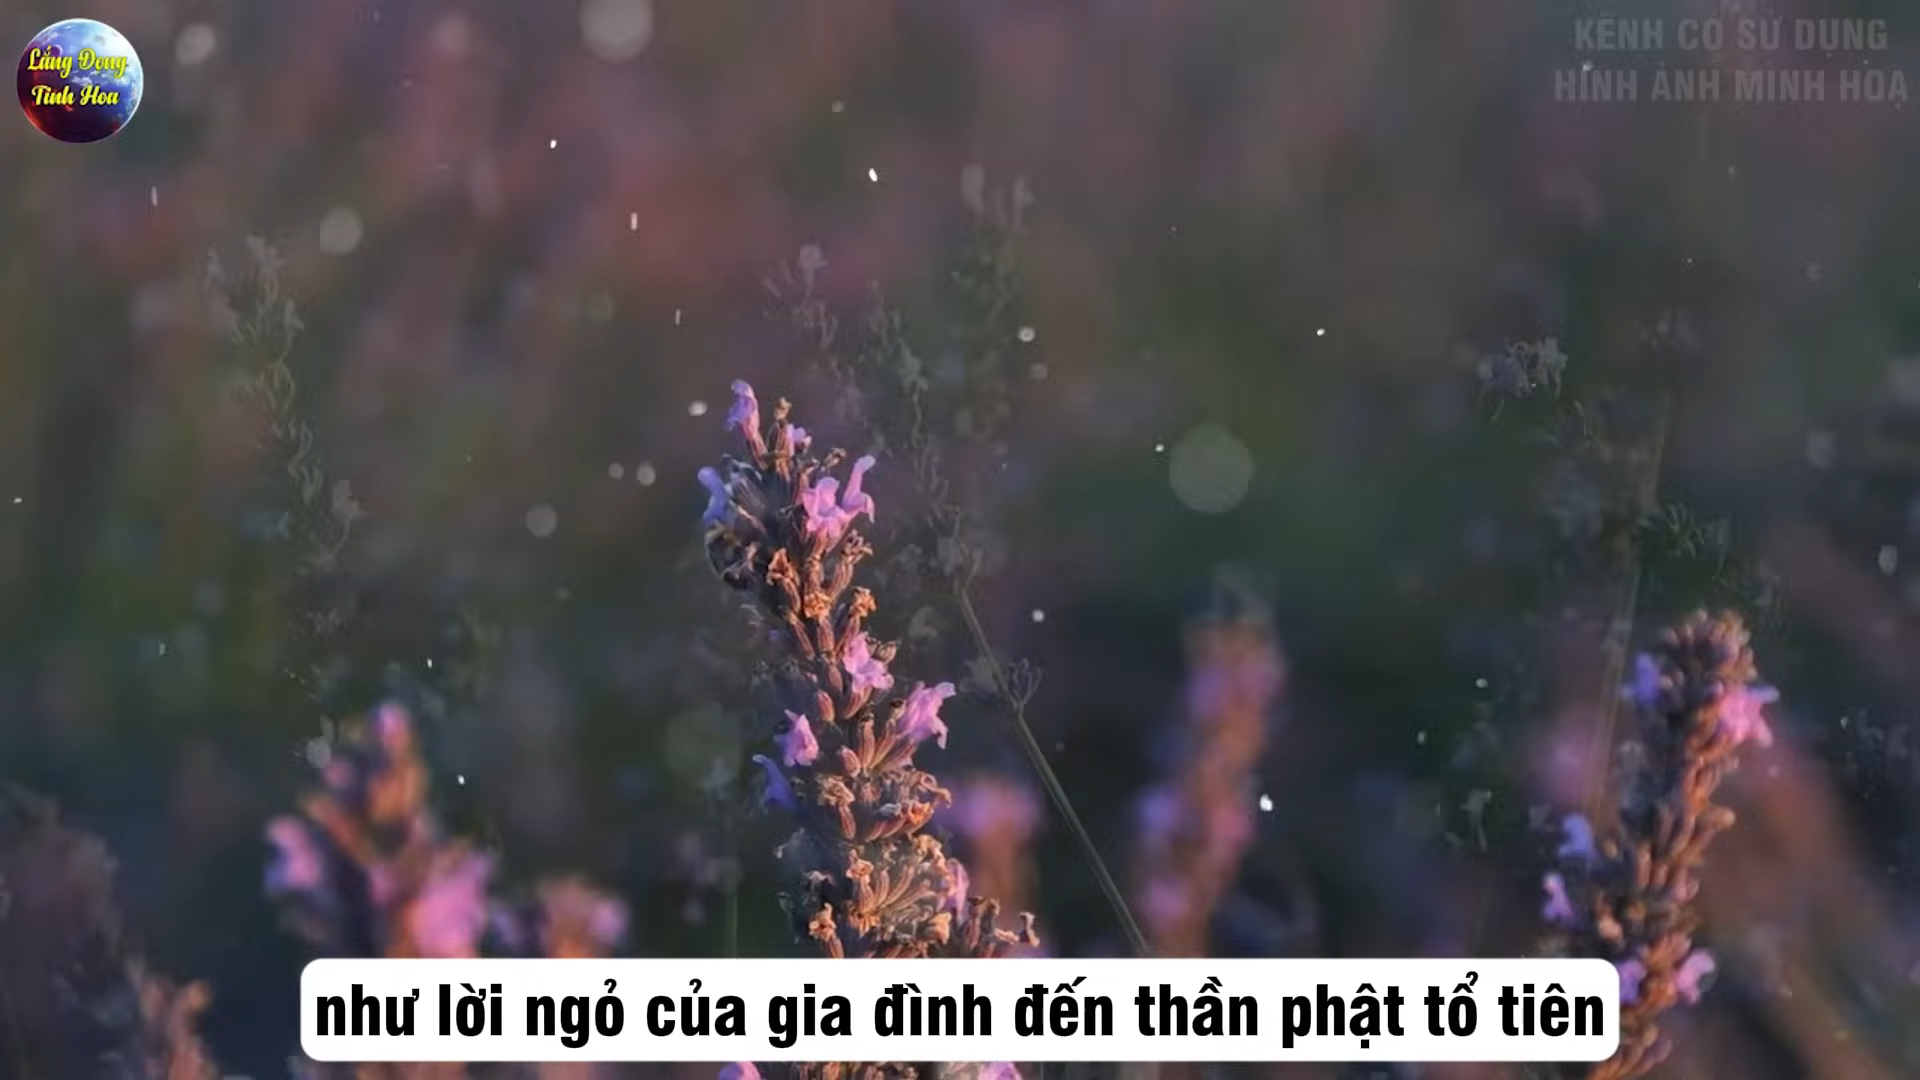 Lắng Đọng
Tinh Hoa
KÊNH CÓ SỬ DỤNG
HÌNH ẢNH MINH HOẠ
như lời ngỏ của gia đình đến thần phật tổ tiên